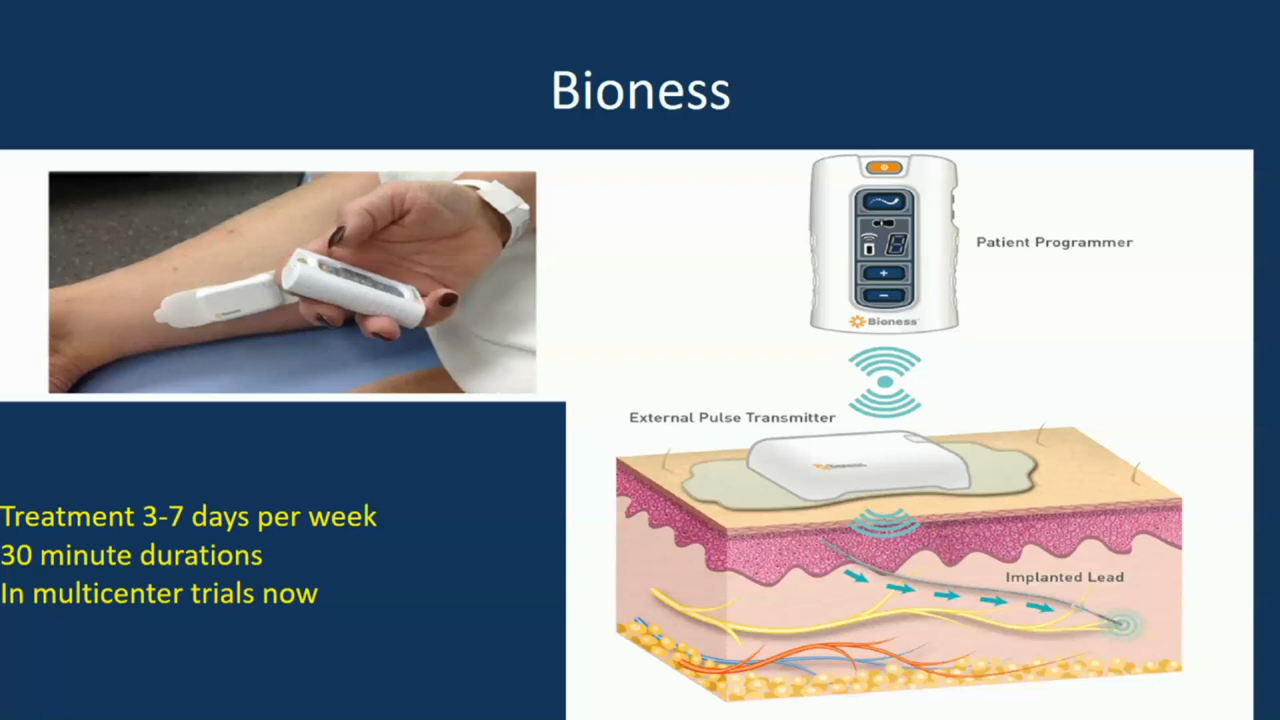 Bioness
Patient Programmer
+
−
Bioness
External Pulse Transmitter
Bioness
Implanted Lead
Treatment 3-7 days per week
30 minute durations
In multicenter trials now